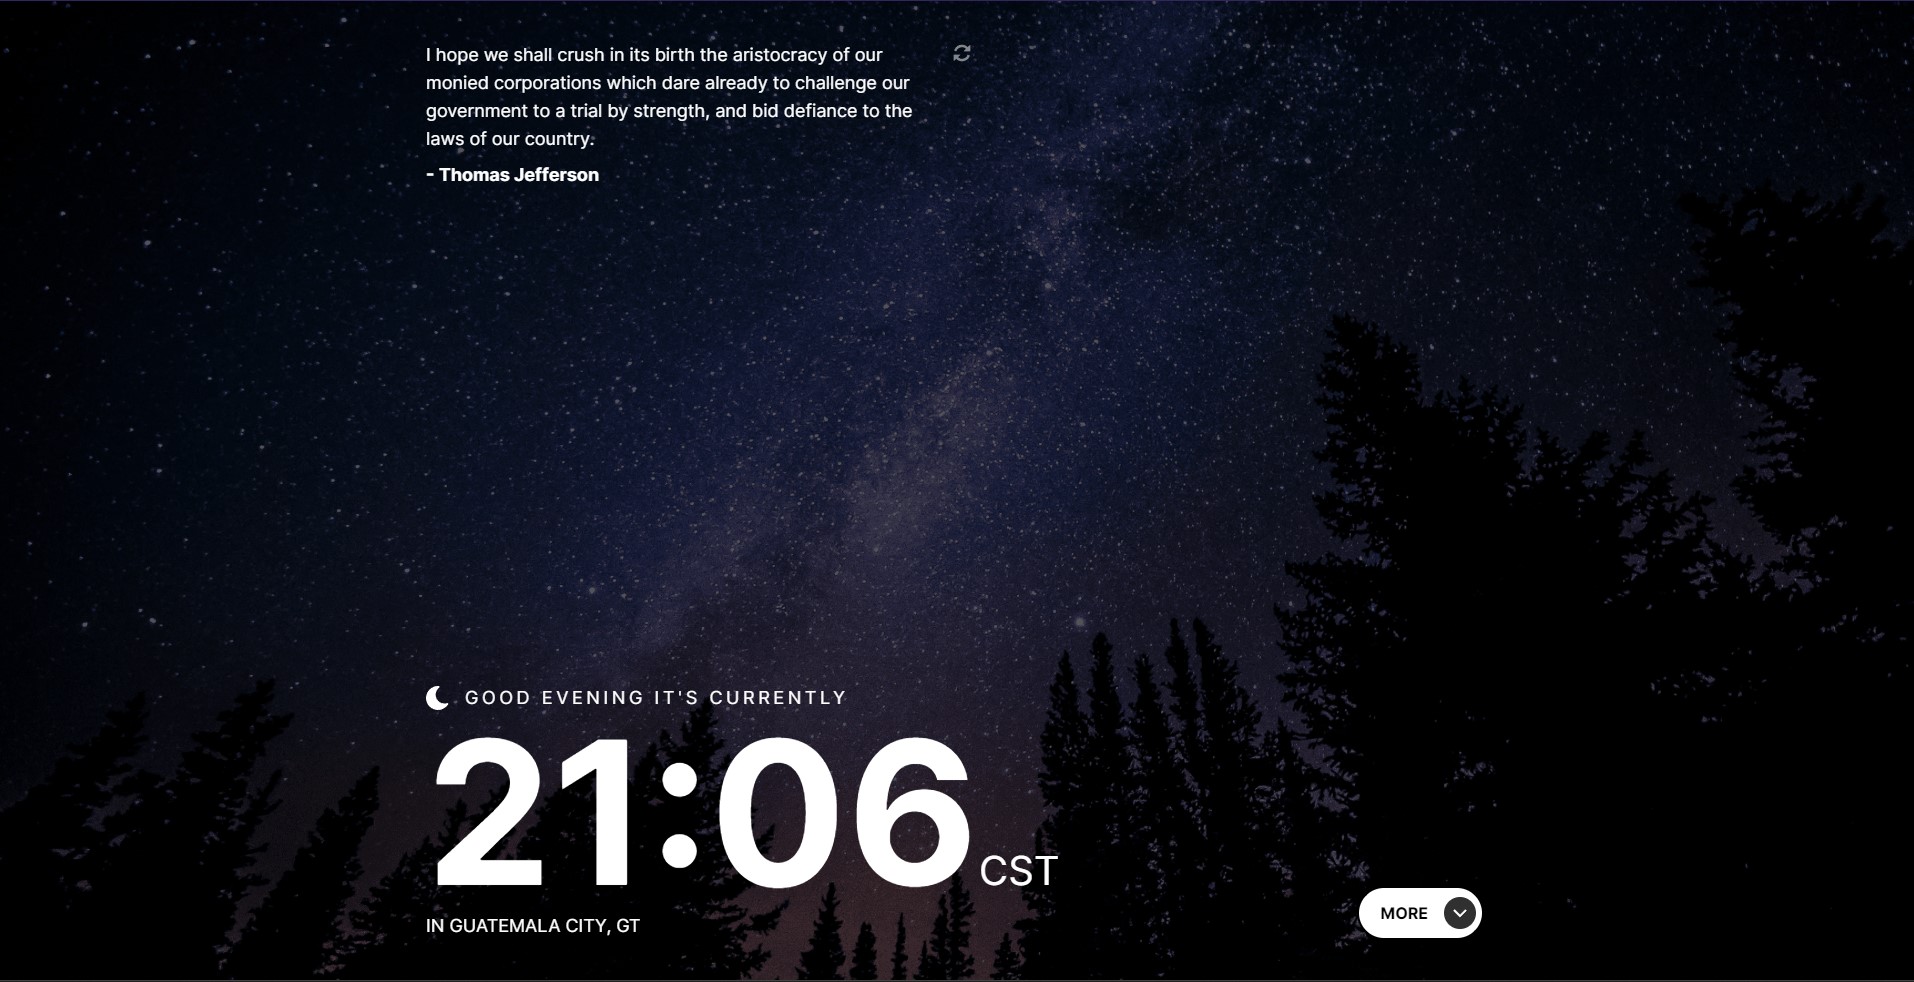 I hope we shall crush in its birth the aristocracy of our
monied corporations which dare already to challenge our
government to a trial by strength, and bid defiance to the
laws of our country.
- Thomas Jefferson
GOOD EVENING IT'S CURRENTLY
21:06 CST
IN GUATEMALA CITY, GT
MORE